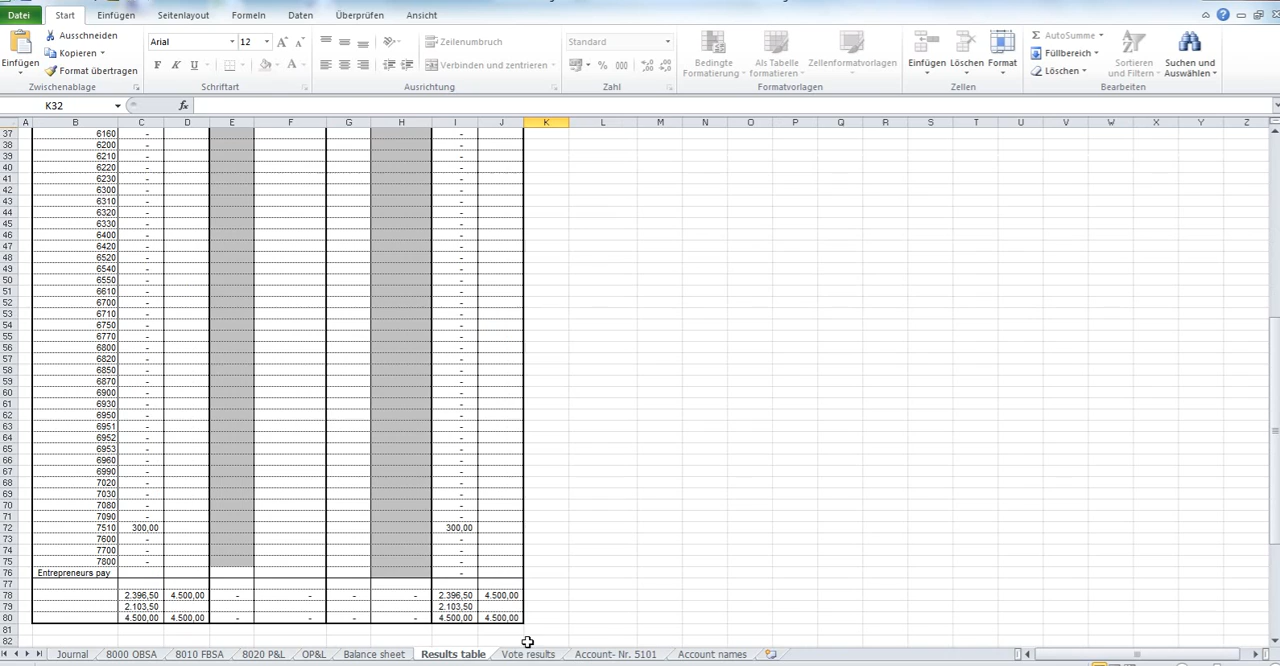 Datei Start Einfügen Seitenlayout Formeln Daten Überprüfen Ansicht
Einfügen
Ausschneiden
Kopieren
Format übertragen
Zwischenablage
Arial 12
F K U
Schriftart
Zeilenumbruch
Verbinden und zentrieren
Ausrichtung
Standard
% 000
Zahl
Bedingte Formatierung
Als Tabelle formatieren
Zellenformatvorlagen
Formatvorlagen
Einfügen Löschen Format
Zellen
Σ AutoSumme
Füllbereich
Löschen
Sortieren und Filtern
Suchen und Auswählen
Bearbeiten
K32 fx
A B C D E F G H I J K L M N O P Q R S T U V W X Y Z
37 6160 - -
38 6200 - -
39 6210 - -
40 6220 - -
41 6230 - -
42 6300 - -
43 6310 - -
44 6320 - -
45 6330 - -
46 6400 - -
47 6420 - -
48 6520 - -
49 6540 - -
50 6550 - -
51 6610 - -
52 6700 - -
53 6710 - -
54 6750 - -
55 6770 - -
56 6800 - -
57 6820 - -
58 6850 - -
59 6870 - -
60 6900 - -
61 6930 - -
62 6950 - -
63 6951 - -
64 6952 - -
65 6953 - -
66 6960 - -
67 6990 - -
68 7020 - -
69 7030 - -
70 7080 - -
71 7090 - -
72 7510 300,00 300,00
73 7600 - -
74 7700 - -
75 7800 - -
76 Entrepreneurs pay -
77
78 2.396,50 4.500,00 - - - - 2.396,50 4.500,00
79 2.103,50 2.103,50
80 4.500,00 4.500,00 - - - - 4.500,00 4.500,00
81
82
Journal 8000 OBSA 8010 FBSA 8020 P&L OP&L Balance sheet Results table Vote results Account- Nr. 5101 Account names